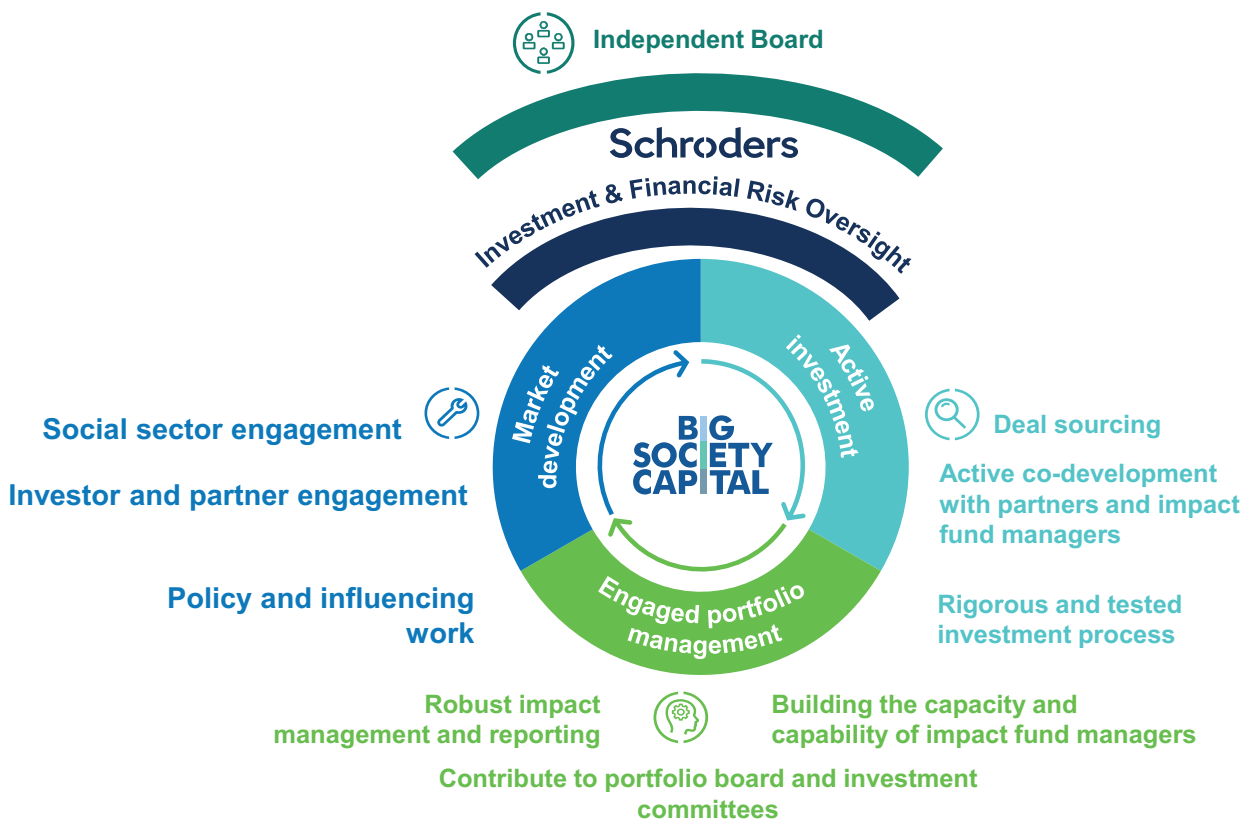 Independent Board
Schroders
Investment & Financial Risk Oversight
Market
development
Active
investment
BIG
SOCIETY
CAPITAL
Engaged portfolio
management
Social sector engagement
Investor and partner engagement
Policy and influencing
work
Deal sourcing
Active co-development
with partners and impact
fund managers
Rigorous and tested
investment process
Robust impact
management and reporting
Building the capacity and
capability of impact fund managers
Contribute to portfolio board and investment
committees